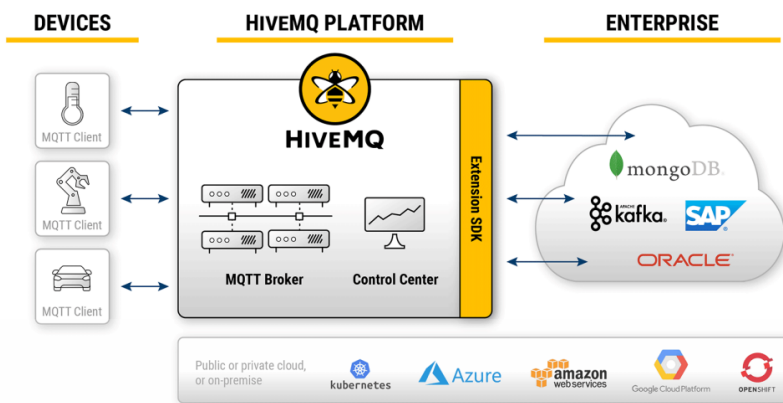 DEVICES
HIVEMQ PLATFORM
ENTERPRISE
MQTT Client
MQTT Client
MQTT Client
HIVEMQ
MQTT Broker
Control Center
Extension SDK
mongoDB.
APACHE
kafka.
SAP
ORACLE
Public or private cloud,
or on-premise
kubernetes
Azure
amazon
web services
Google Cloud Platform
OPENSHIFT